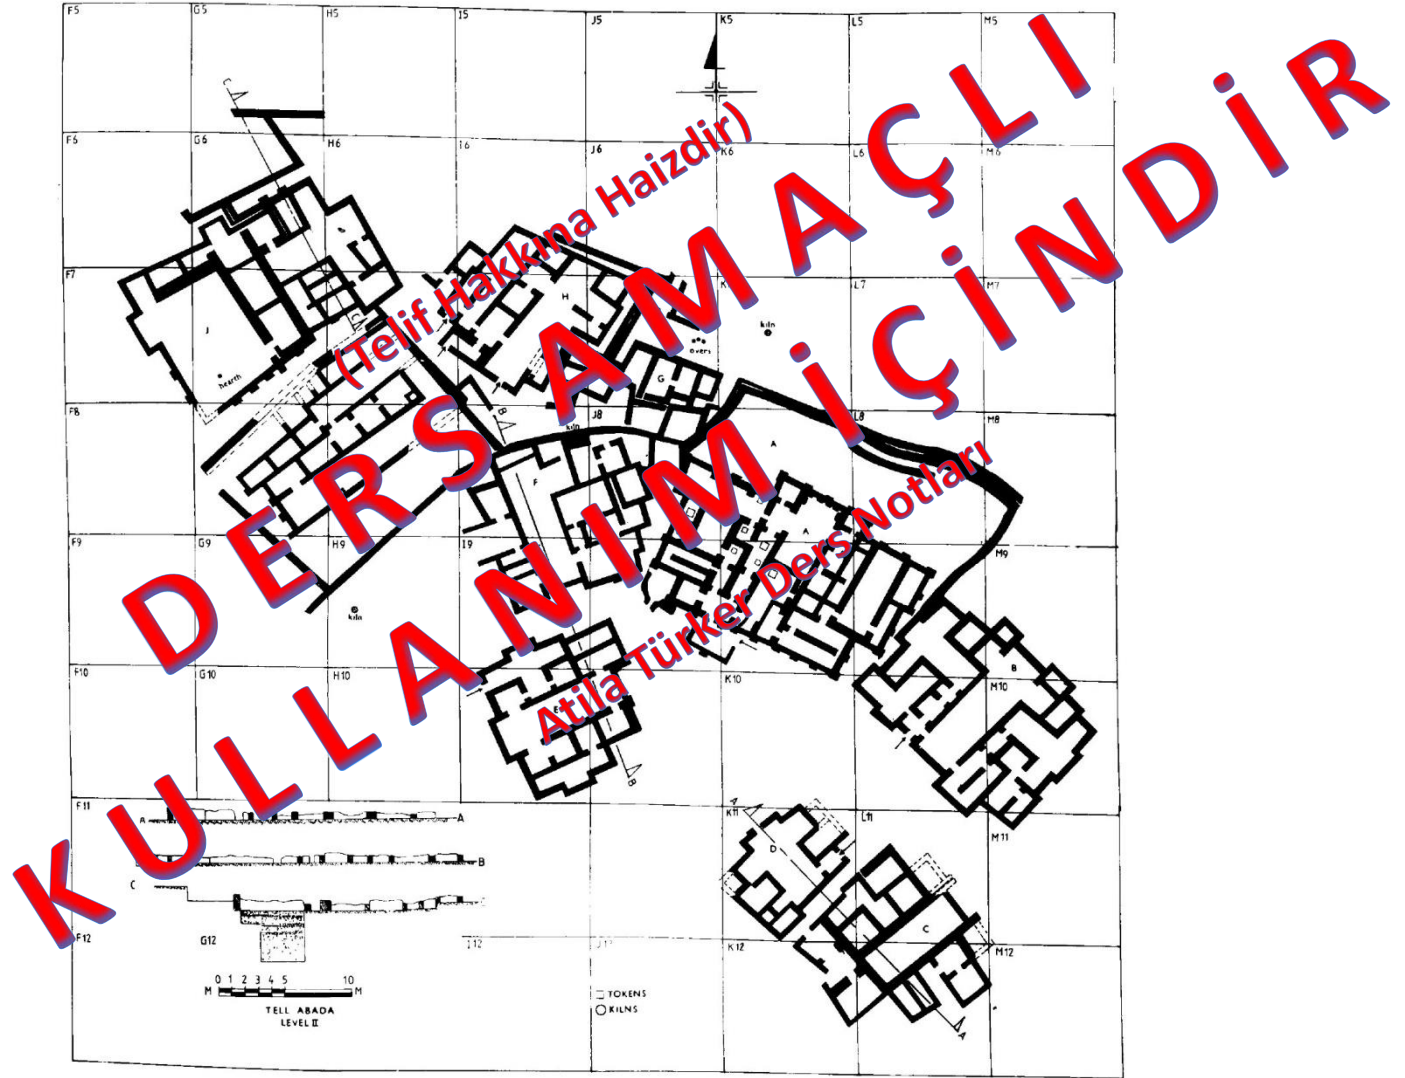 F5 G5 H5 I5 J5 K5 L5 M5
C
F6 G6 H6 I6 J6 K6 L6 M6
F7 L7 M7
H
J
C
kiln
overs
hearth
G
F8 J8 L8 M8
B
kiln
A
F
A
F9 G9 H9 I9 M9
kiln
F10 G10 H10 K10 M10
B
E
B
F11 K11 L11 M11
A
A
B
C
D
C
F12 G12 I12 K12 M12
A
0 1 2 3 4 5 10
M M
TELL ABADA
LEVEL II
TOKENS
KILNS
DERS AMAÇLI
KULLANIM İÇİNDİR
(Telif Hakkına Haizdir)
Atila Türker Ders Notları